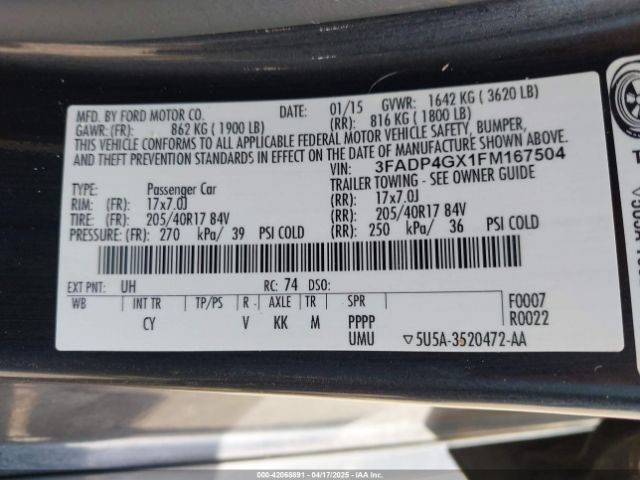 MFD. BY FORD MOTOR CO. DATE: 01/15 GVWR: 1642 KG ( 3620 LB)
GAWR: (FR): 862 KG ( 1900 LB) (RR): 816 KG ( 1800 LB)
THIS VEHICLE CONFORMS TO ALL APPLICABLE FEDERAL MOTOR VEHICLE SAFETY, BUMPER,
AND THEFT PREVENTION STANDARDS IN EFFECT ON THE DATE OF MANUFACTURE SHOWN ABOVE.
VIN: 3FADP4GX1FM167504
TYPE: Passenger Car TRAILER TOWING - SEE OWNER GUIDE
RIM: (FR) 17x7.0J (RR): 17x7.0J
TIRE: (FR) 205/40R17 84V (RR): 205/40R17 84V
PRESSURE: (FR) 270 kPa/ 39 PSI COLD (RR): 250 kPa/ 36 PSI COLD
EXT PNT: UH RC: 74 DSO:
WB INT TR TP/PS R - AXLE TR SPR F0007
CY V KK M PPPP R0022
UMU ▽5U5A-3520472-AA
000-42068891 - 04/17/2025 - IAA, Inc.